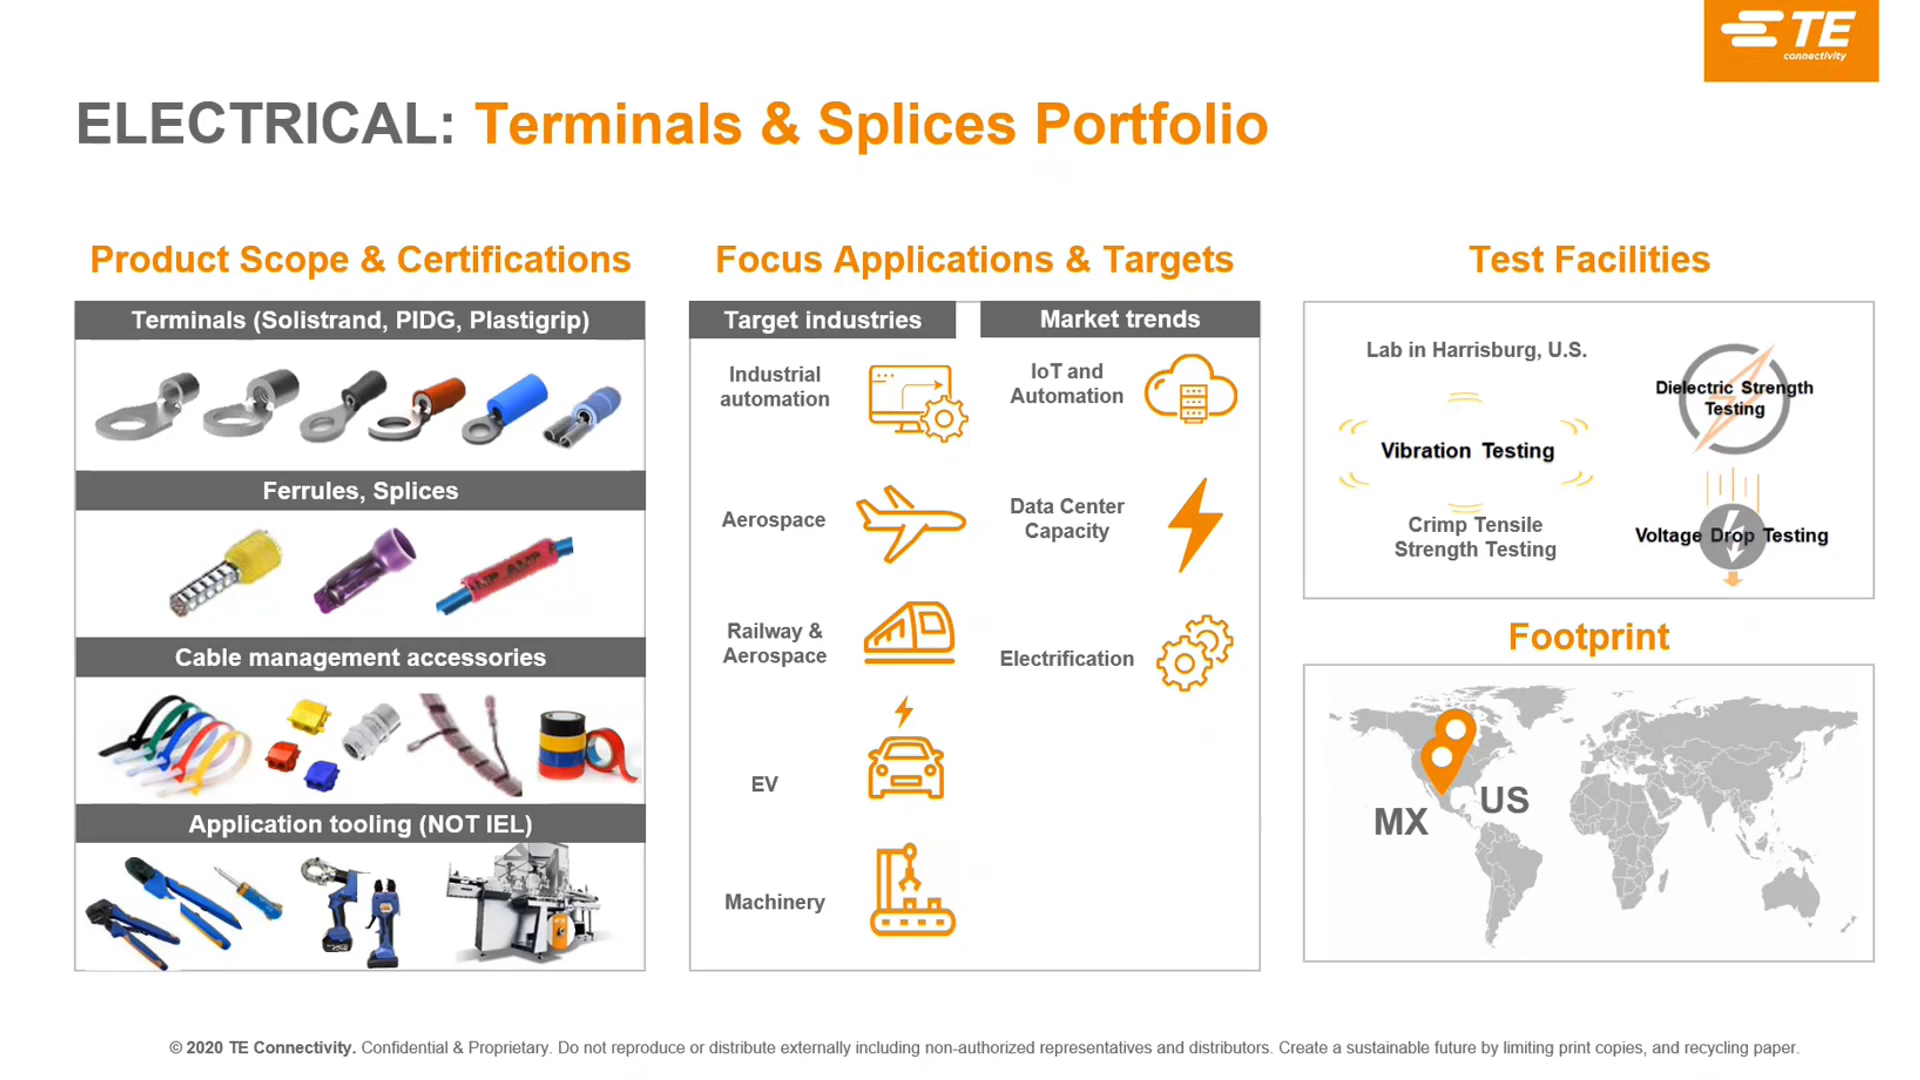 TE
connectivity
ELECTRICAL: Terminals & Splices Portfolio
Product Scope & Certifications
Terminals (Solistrand, PIDG, Plastigrip)
Ferrules, Splices
AMP
Cable management accessories
Application tooling (NOT IEL)
Focus Applications & Targets
Target industries
Industrial
automation
Aerospace
Railway &
Aerospace
EV
Machinery
Market trends
IoT and
Automation
Data Center
Capacity
Electrification
Test Facilities
Lab in Harrisburg, U.S.
Vibration Testing
Crimp Tensile
Strength Testing
Dielectric Strength
Testing
Voltage Drop Testing
Footprint
MX
US
© 2020 TE Connectivity. Confidential & Proprietary. Do not reproduce or distribute externally including non-authorized representatives and distributors. Create a sustainable future by limiting print copies, and recycling paper.